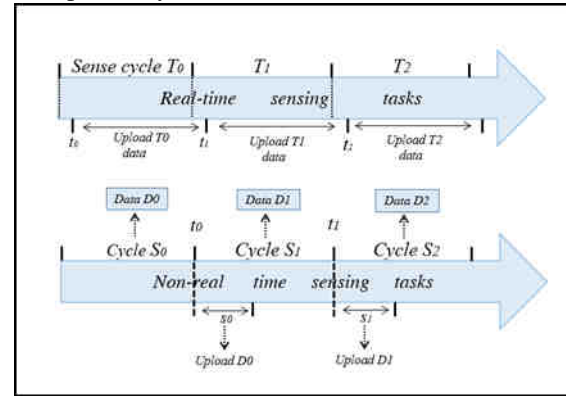 Sense cycle T0 T1 T2
Real-time sensing tasks
t0 Upload T0 data t1 Upload T1 data t1 Upload T2 data
Data D0 Data D1 Data D2
t0 t1
Cycle S0 Cycle S1 Cycle S2
Non-real time sensing tasks
S0 S1
Upload D0 Upload D1